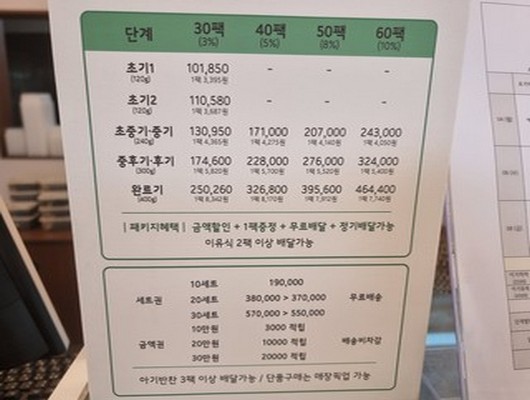 단계 30팩 40팩 50팩 60팩
(3%) (5%) (8%) (10%)
초기1 101,850 - - -
(120g) 1팩 3,395원
초기2 110,580 - - -
(120g) 1팩 3,687원
초중기·중기 130,950 171,000 207,000 243,000
(240g) 1팩 4,365원 1팩 4,275원 1팩 4,140원 1팩 4,050원
중후기·후기 174,600 228,000 276,000 324,000
(300g) 1팩 5,820원 1팩 5,700원 1팩 5,520원 1팩 5,400원
완료기 250,260 326,800 395,600 464,400
(400g) 1팩 8,342원 1팩 8,170원 1팩 7,912원 1팩 7,740원
| 패키지혜택 | 금액할인 + 1팩증정 + 무료배달 + 정기배달가능
이유식 2팩 이상 배달가능
10세트 190,000
세트권 20세트 380,000 > 370,000 무료배송
30세트 570,000 > 550,000
10만원 3000 적립
금액권 20만원 10000 적립 배송비차감
30만원 20000 적립
아기반찬 3팩 이상 배달가능 / 단품구매는 매장픽업 가능